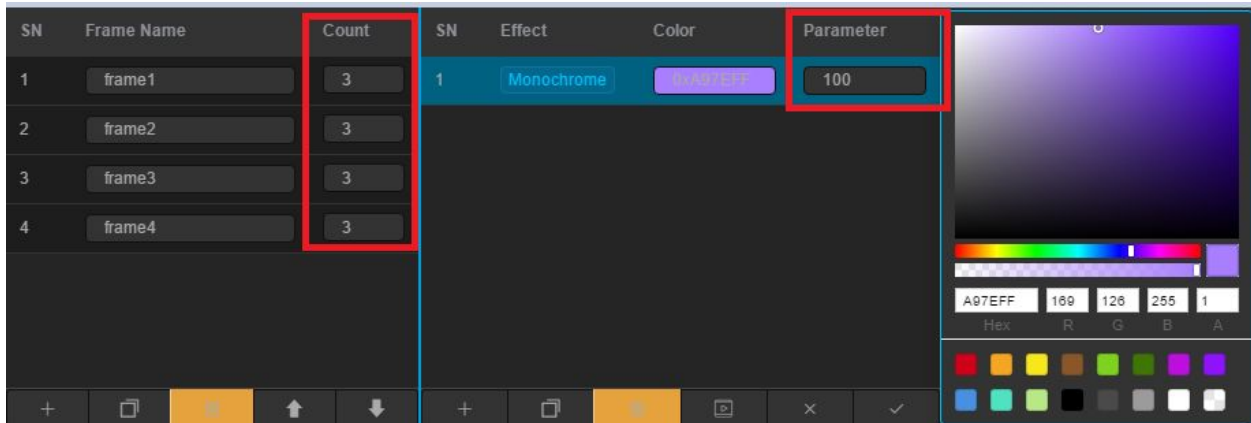 SN Frame Name Count
1 frame1 3
2 frame2 3
3 frame3 3
4 frame4 3
SN Effect Color Parameter
1 Monochrome 0xA97EFF 100
A97EFF 169 126 255 1
Hex R G B A